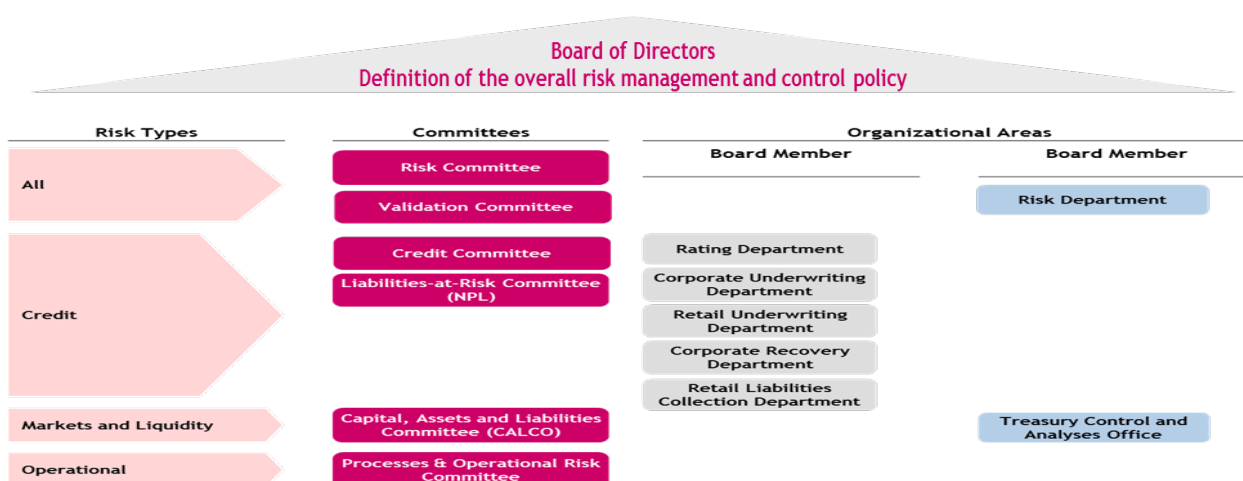 Board of Directors
Definition of the overall risk management and control policy
Risk Types
Committees
Organizational Areas
Board Member
Board Member
All
Risk Committee
Validation Committee
Risk Department
Credit
Credit Committee
Liabilities-at-Risk Committee
(NPL)
Rating Department
Corporate Underwriting
Department
Retail Underwriting
Department
Corporate Recovery
Department
Retail Liabilities
Collection Department
Markets and Liquidity
Capital, Assets and Liabilities
Committee (CALCO)
Treasury Control and
Analyses Office
Operational
Processes & Operational Risk
Committee